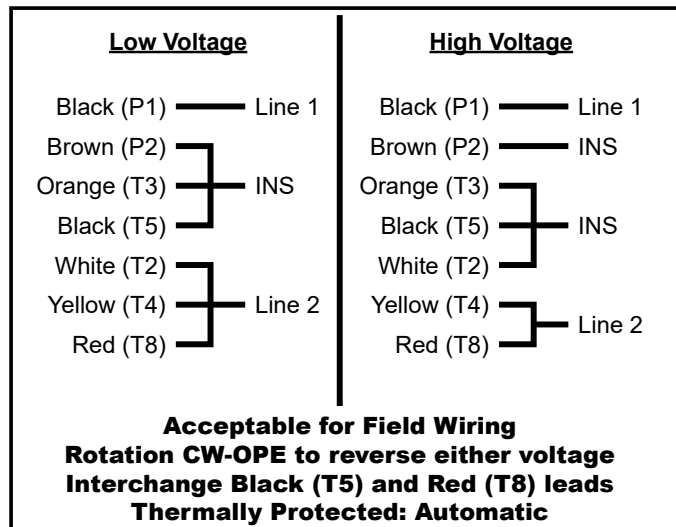 Low Voltage
Black (P1) Line 1
Brown (P2)
Orange (T3) INS
Black (T5)
White (T2)
Yellow (T4) Line 2
Red (T8)
High Voltage
Black (P1) Line 1
Brown (P2) INS
Orange (T3)
Black (T5) INS
White (T2)
Yellow (T4)
Line 2
Red (T8)
Acceptable for Field Wiring
Rotation CW-OPE to reverse either voltage
Interchange Black (T5) and Red (T8) leads
Thermally Protected: Automatic